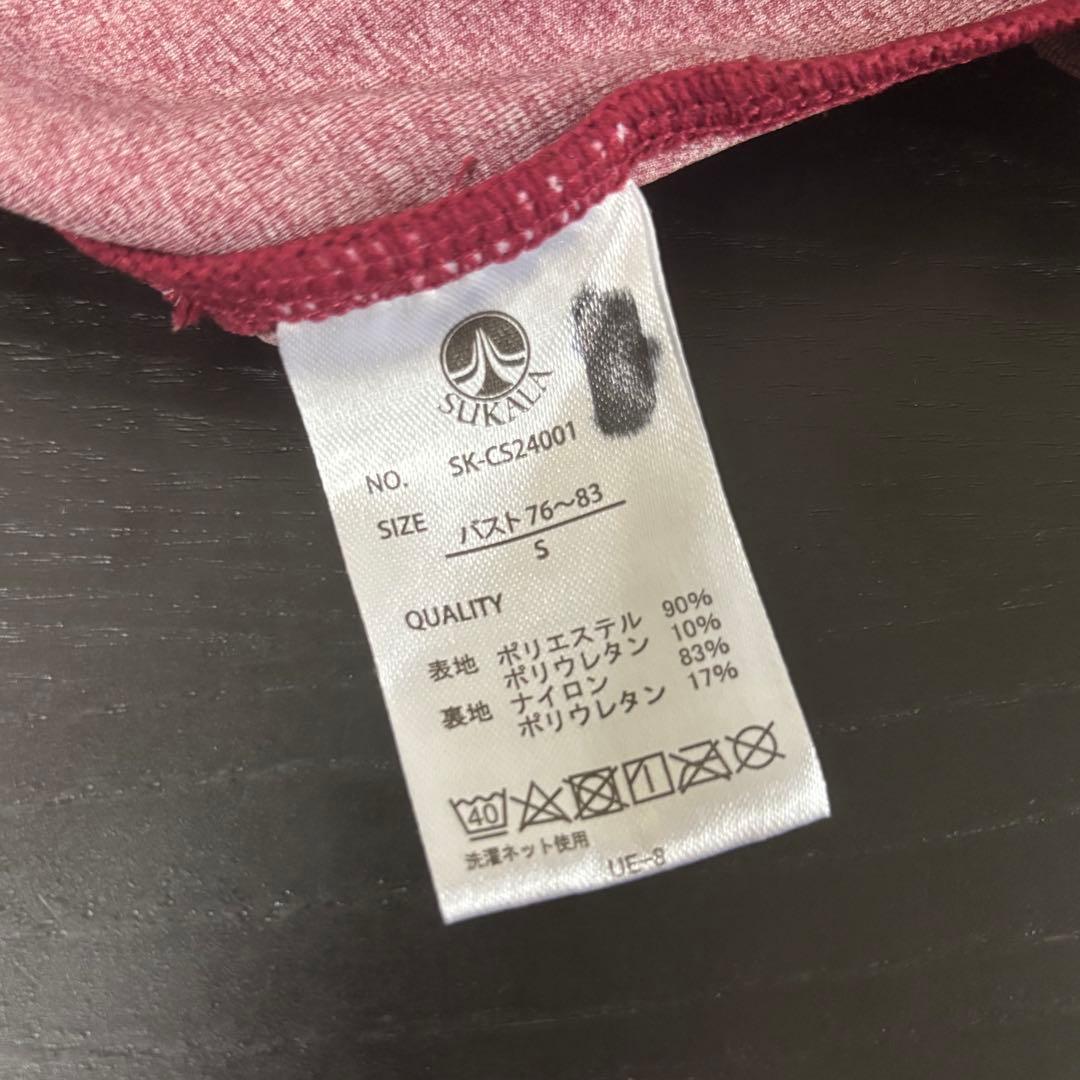 SUKALA
NO. SK-CS24001
SIZE バスト 76～83
S
QUALITY
表地 ポリエステル 90%
ポリウレタン 10%
裏地 ナイロン 83%
ポリウレタン 17%
40
洗濯ネット使用
UE-8